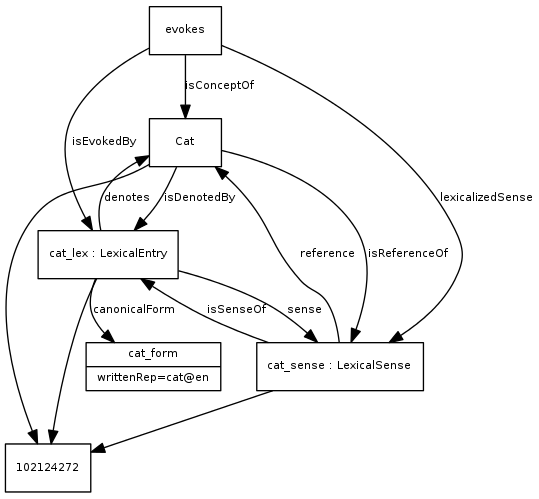 evokes
isConceptOf
isEvokedBy
Cat
denotes
isDenotedBy
lexicalizedSense
cat_lex : LexicalEntry
reference
isReferenceOf
canonicalForm
isSenseOf
sense
cat_form
writtenRep=cat@en
cat_sense : LexicalSense
102124272